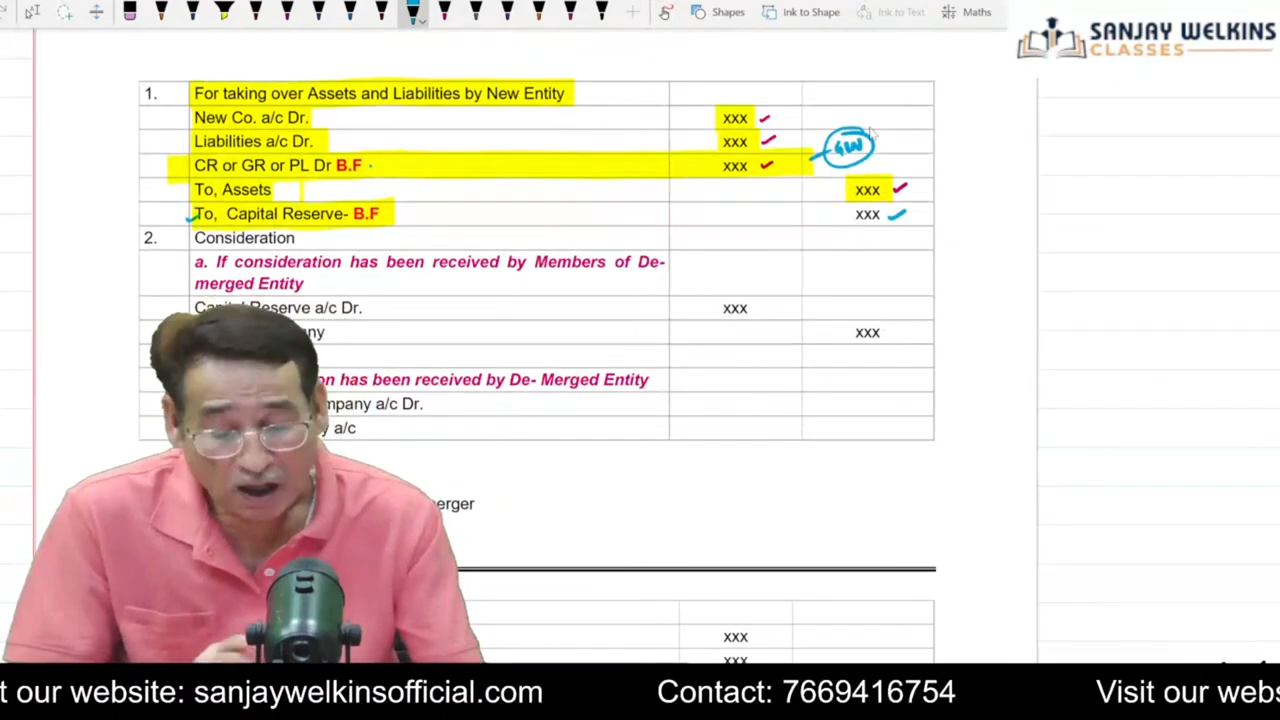 Shapes Ink to Shape Ink to Text Maths
SANJAY WELKINS
CLASSES
1. For taking over Assets and Liabilities by New Entity
New Co. a/c Dr. xxx
Liabilities a/c Dr. xxx
GW
CR or GR or PL Dr B.F xxx
To, Assets xxx
To, Capital Reserve- B.F xxx
2. Consideration
a. If consideration has been received by Members of De-
merged Entity
Capital Reserve a/c Dr. xxx
xxx
has been received by De- Merged Entity
a/c Dr.
a/c
xxx
xxx
t our website: sanjaywelkinsofficial.com Contact: 7669416754 Visit our webs